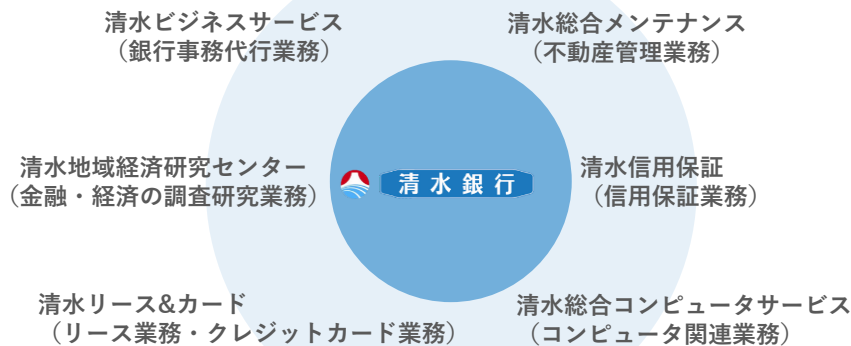 清水ビジネスサービス
（銀行事務代行業務）
清水総合メンテナンス
（不動産管理業務）
清水地域経済研究センター
（金融・経済の調査研究業務）
清水銀行
清水信用保証
（信用保証業務）
清水リース&カード
（リース業務・クレジットカード業務）
清水総合コンピュータサービス
（コンピュータ関連業務）